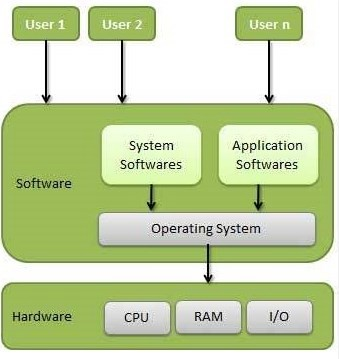 User 1
User 2
User n
System
Softwares
Application
Softwares
Software
Operating System
Hardware
CPU
RAM
I/O